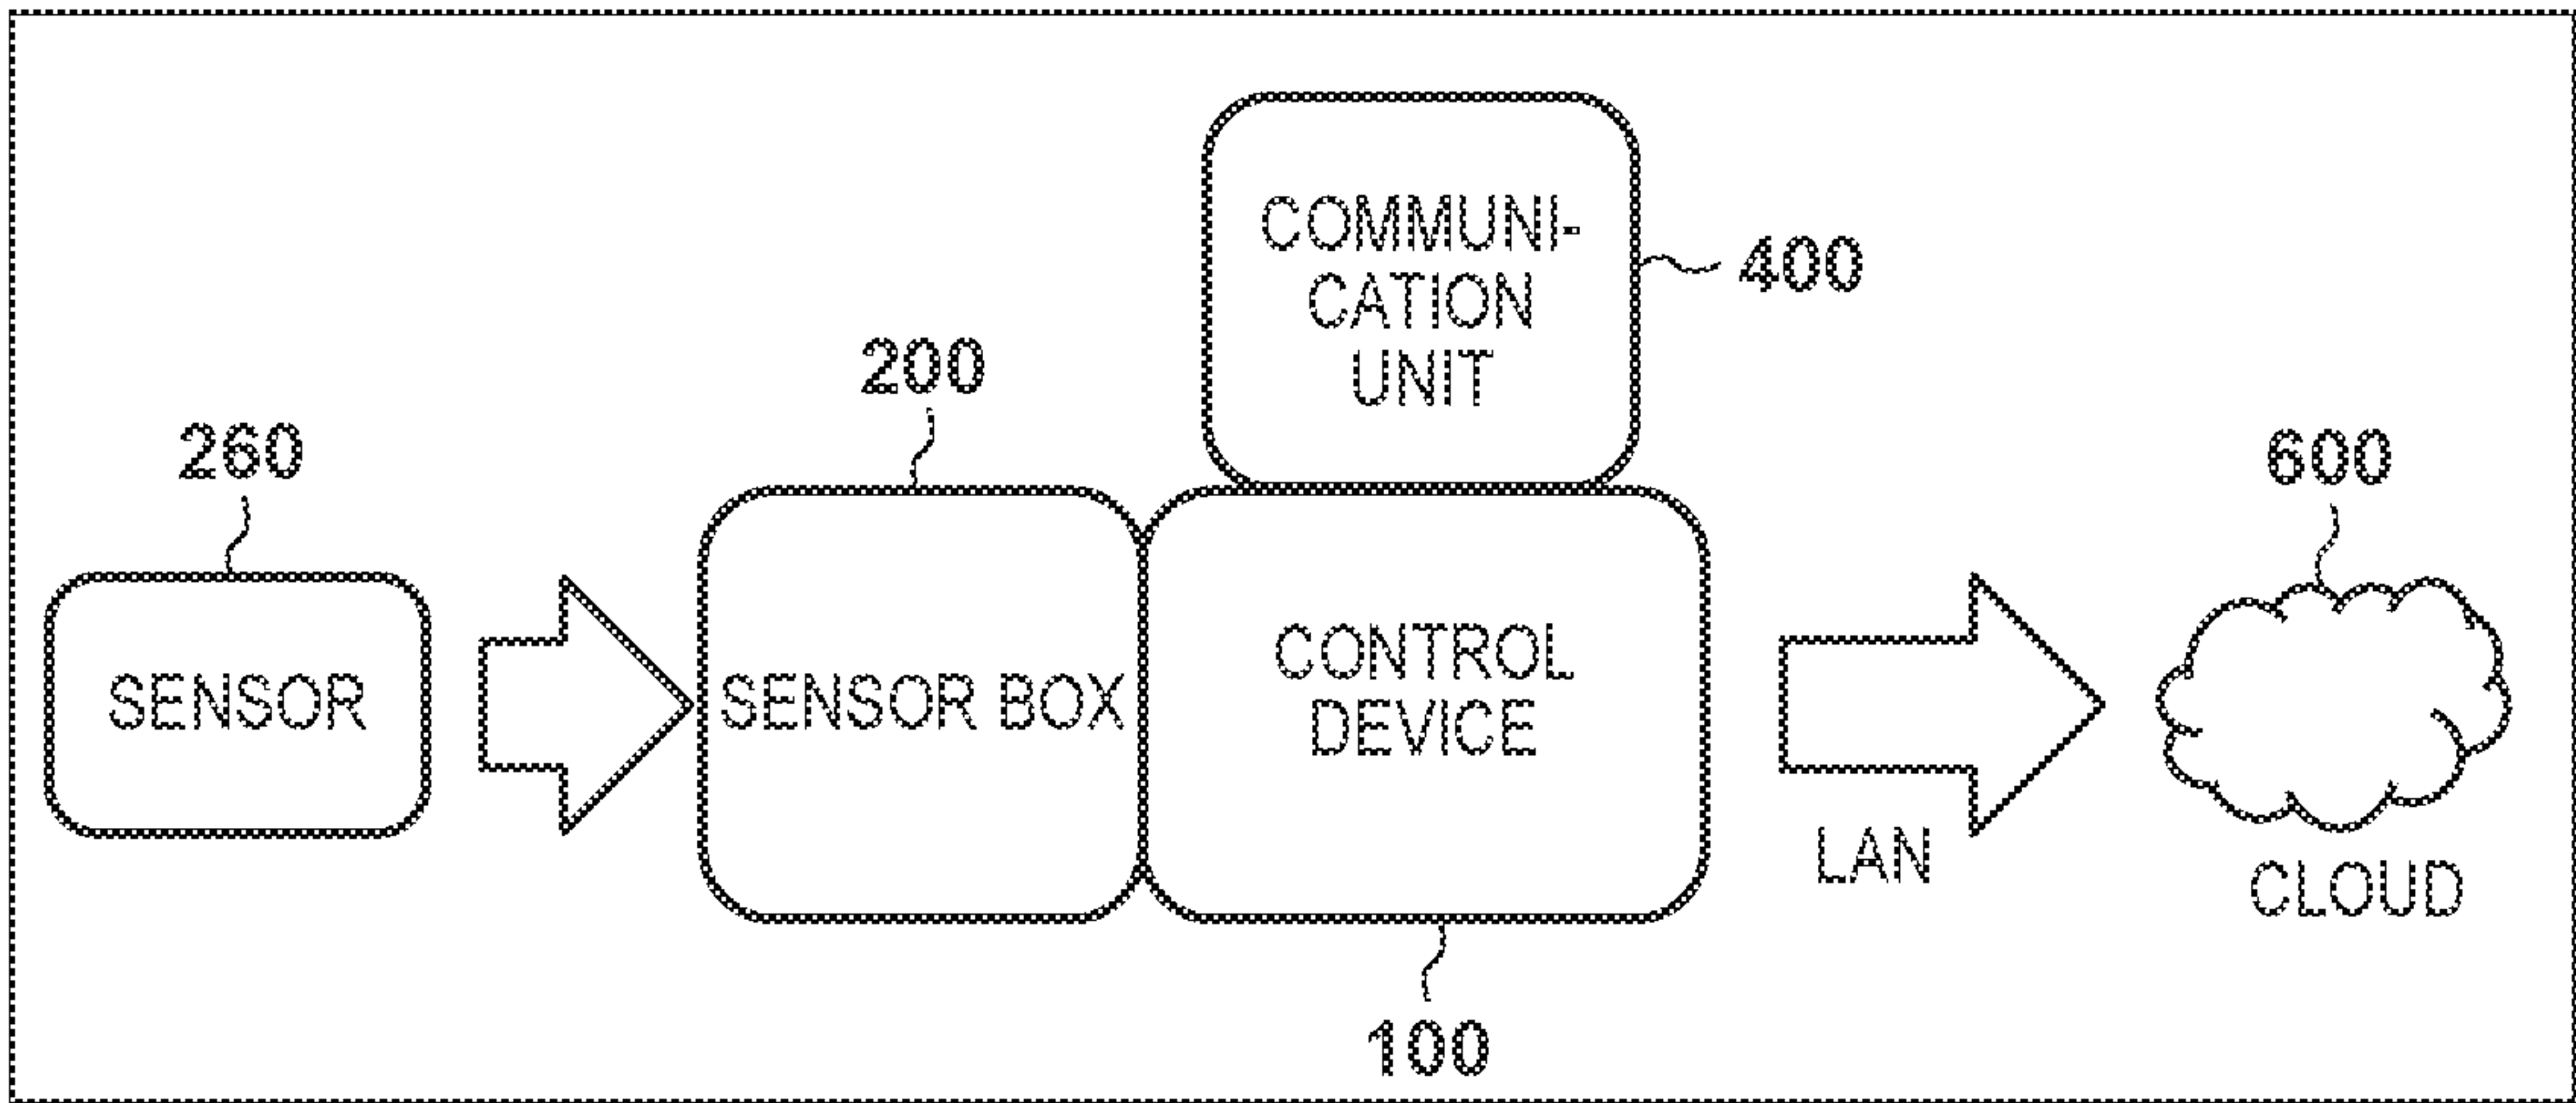 COMMUNI-
CATION
UNIT
400
200
260
600
SENSOR
SENSOR BOX
CONTROL
DEVICE
LAN
CLOUD
100